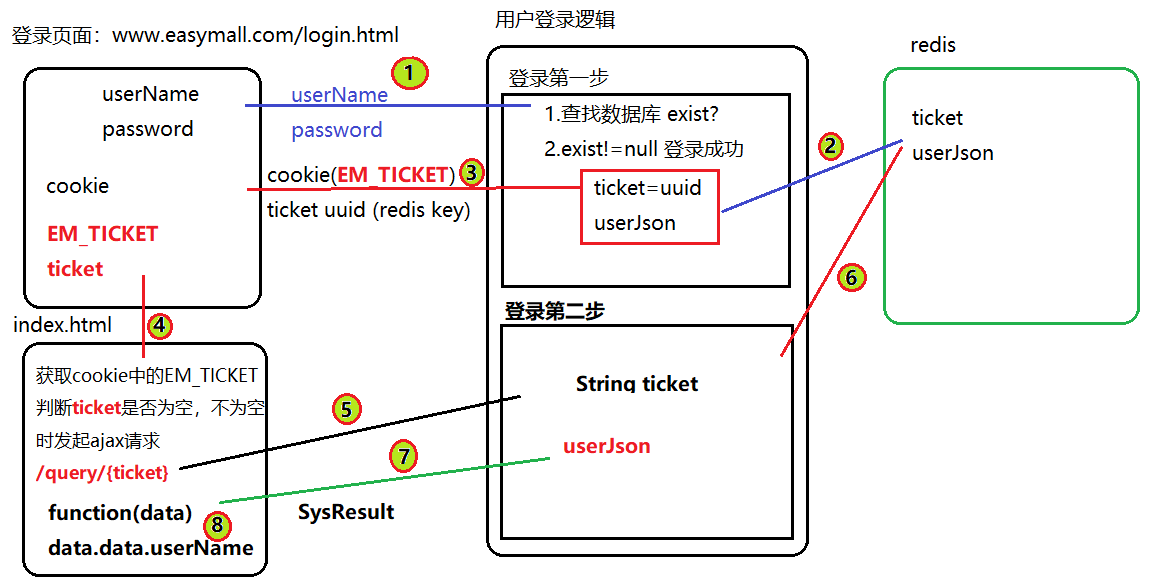 登录页面：www.easymall.com/login.html
userName
password
cookie
EM_TICKET
ticket
1
userName
password
cookie(EM_TICKET)
3
ticket uuid (redis key)
用户登录逻辑
登录第一步
1.查找数据库 exist?
2.exist!=null 登录成功
ticket=uuid
userJson
2
redis
ticket
userJson
6
4
index.html
获取cookie中的EM_TICKET
判断ticket是否为空，不为空
时发起ajax请求
/query/{ticket}
function(data)
8
data.data.userName
5
7
SysResult
登录第二步
String ticket
userJson